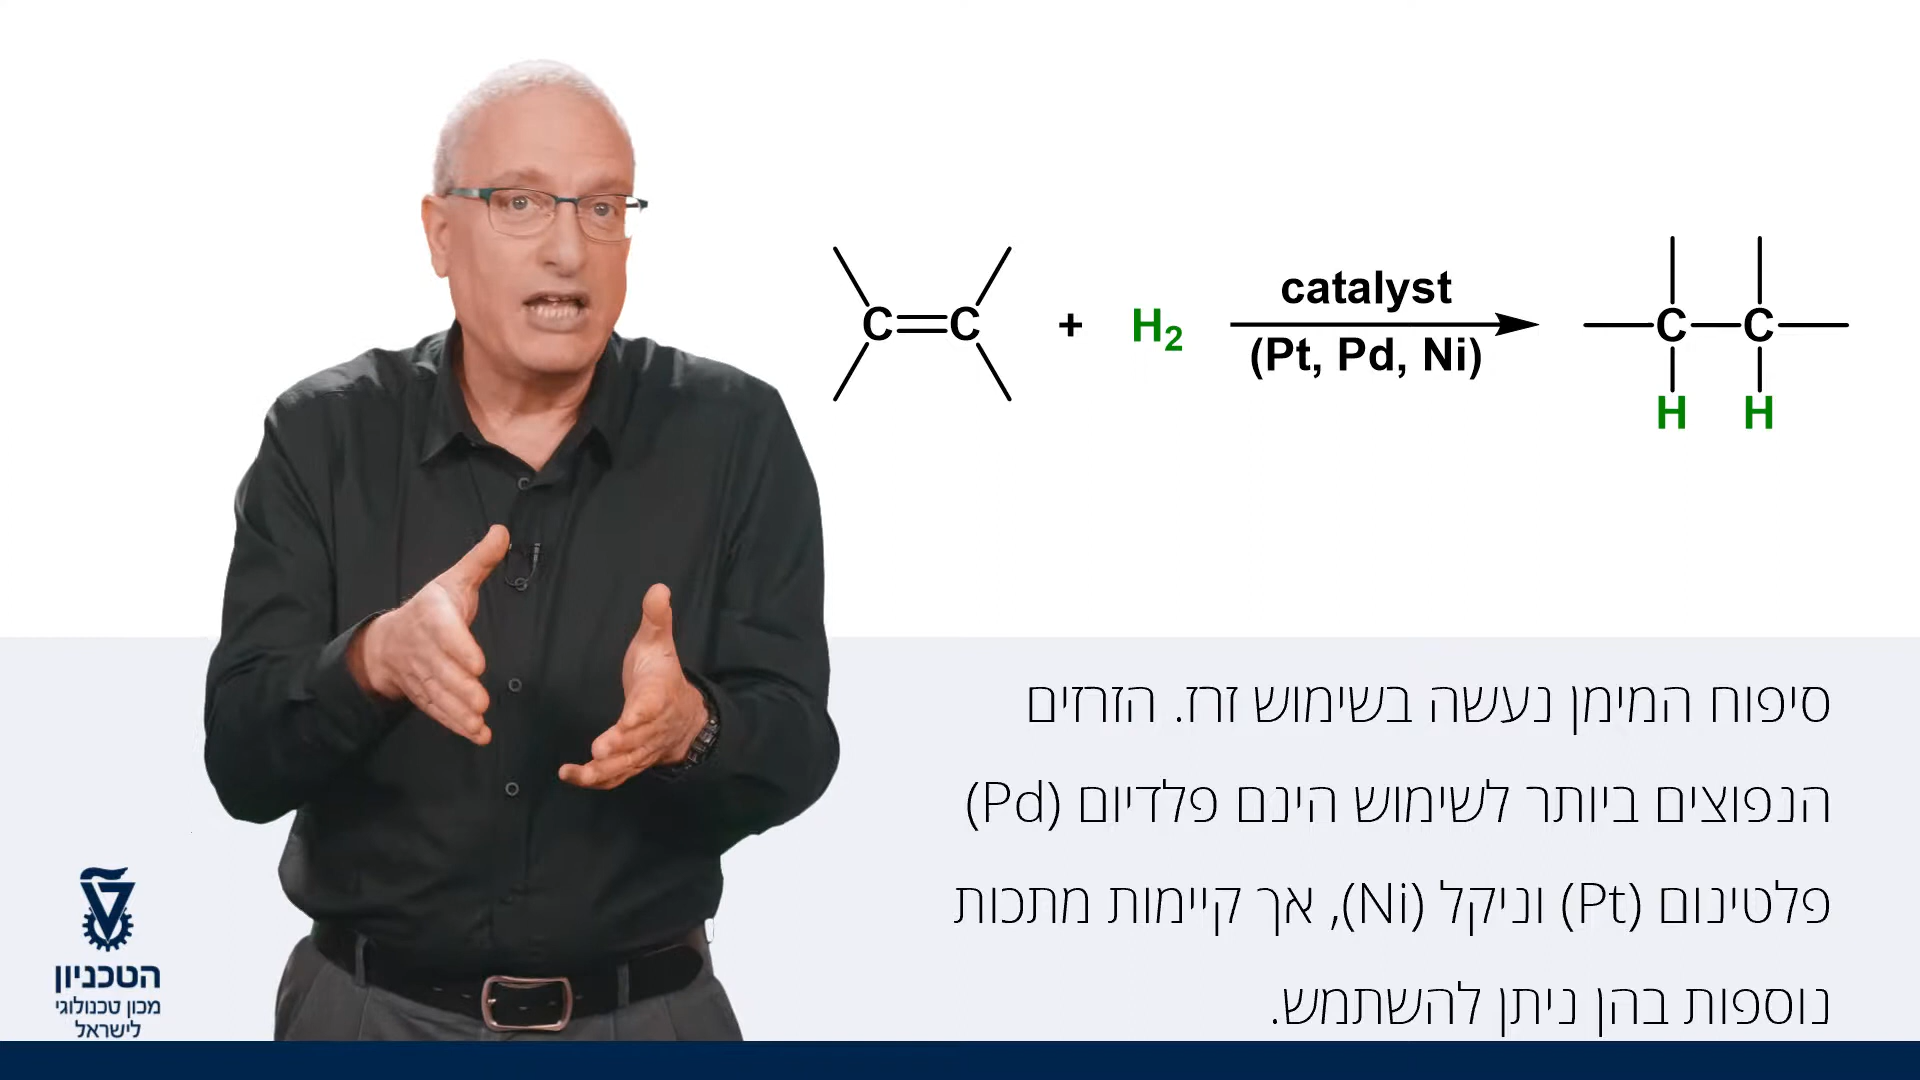 C=C + H2 catalyst (Pt, Pd, Ni) C C
H H
סיפוח המימן נעשה בשימוש זרז. הזרזים
הנפוצים ביותר לשימוש הינם פלדיום (Pd)
פלטינום (Pt) וניקל (Ni), אך קיימות מתכות
נוספות בהן ניתן להשתמש.
הטכניון
מכון טכנולוגי
לישראל